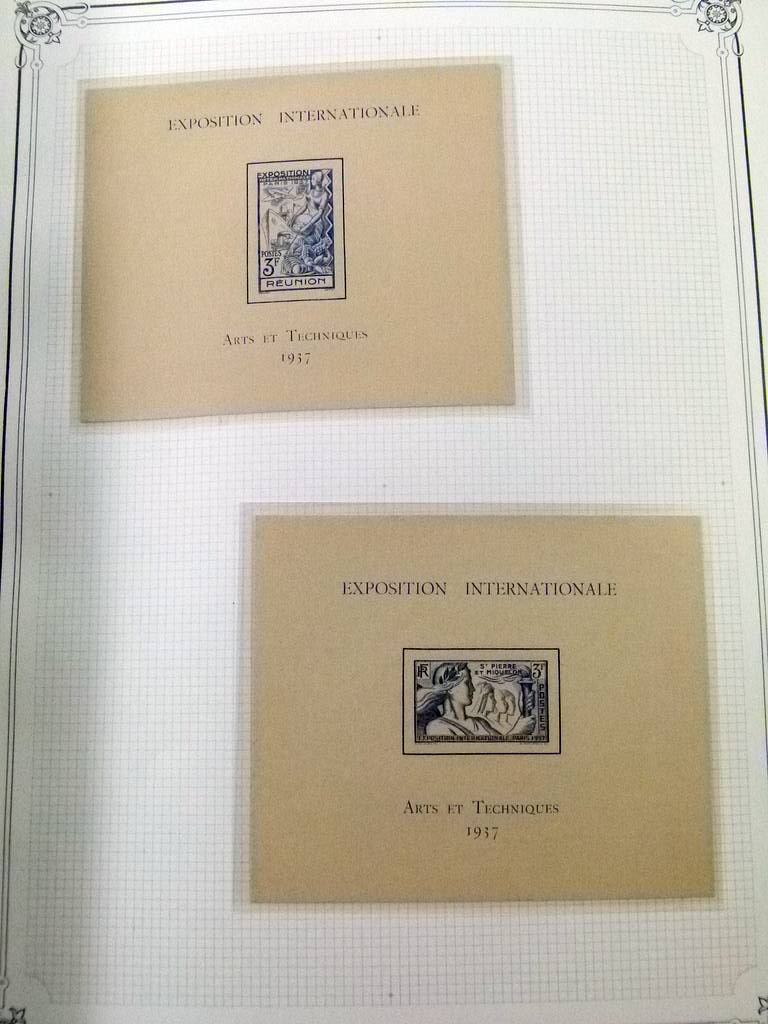 EXPOSITION INTERNATIONALE
EXPOSITION
PARIS 1937
POSTES
3F
RÉUNION
ARTS ET TECHNIQUES
1937
EXPOSITION INTERNATIONALE
RF
ST PIERRE
ET MIQUELON
3F
POSTES
EXPOSITION INTERNATIONALE PARIS 1937
ARTS ET TECHNIQUES
1937